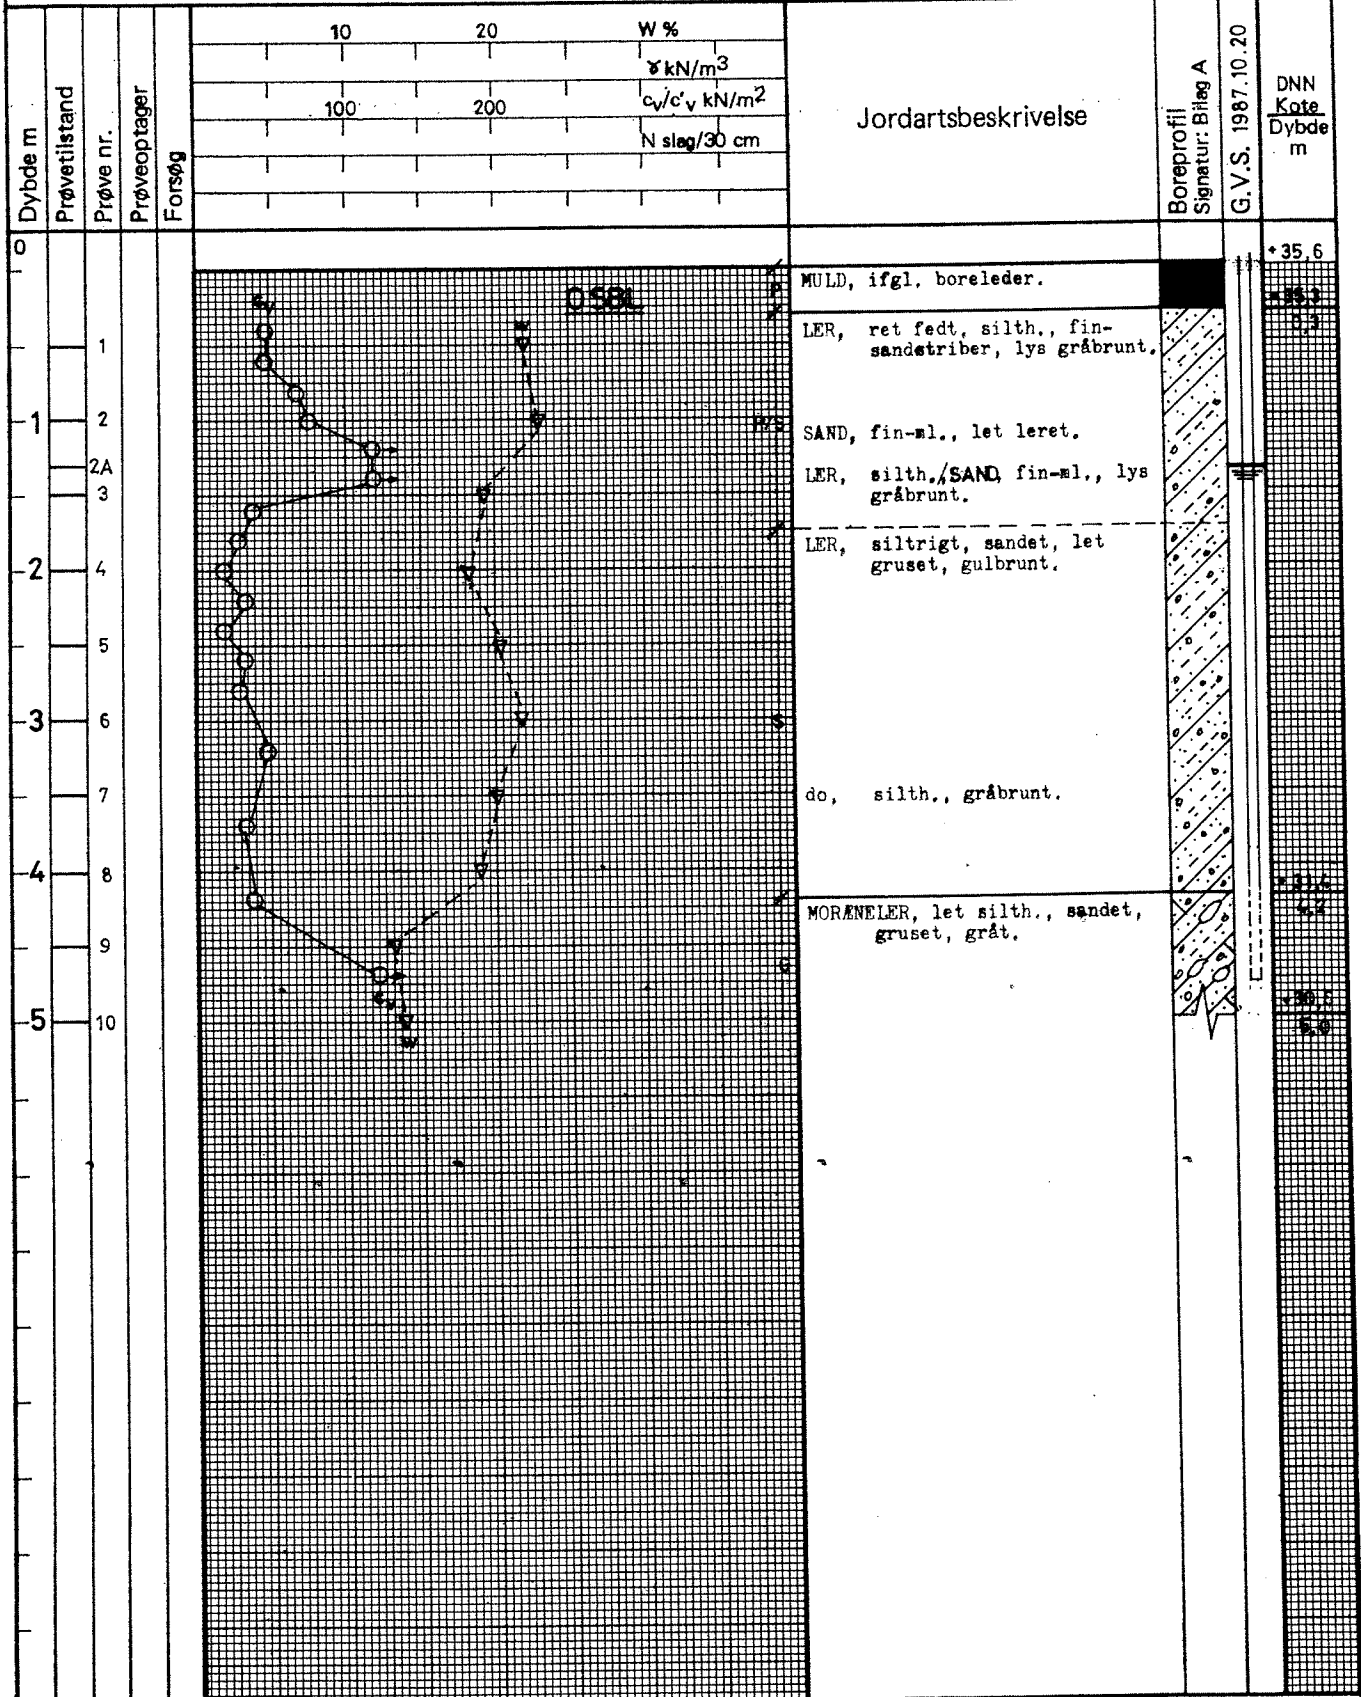 10 20 W %
γ kN/m3
100 200 cv/c'v kN/m2
N slag/30 cm
Dybde m
Prøvetilstand
Prøve nr.
Prøveoptager
Forsøg
Jordartsbeskrivelse
Boreprofil
Signatur: Bilag A
G.V.S. 1987.10.20
DNN
Kote
Dybde
m
0
+35,6
MULD, ifgl. boreleder.
cv
w
1
LER, ret fedt, silth., fin-
sandstriber, lys gråbrunt.
1 2
SAND, fin-ml., let leret.
2A
LER, silth./SAND, fin-ml., lys
gråbrunt.
3
LER, siltrigt, sandet, let
gruset, gulbrunt.
2 4
5
3 6
S
7
do, silth., gråbrunt.
4 8
MORÆNELER, let silth., sandet,
gruset, gråt.
9
G
cv
5 10
w
5,0